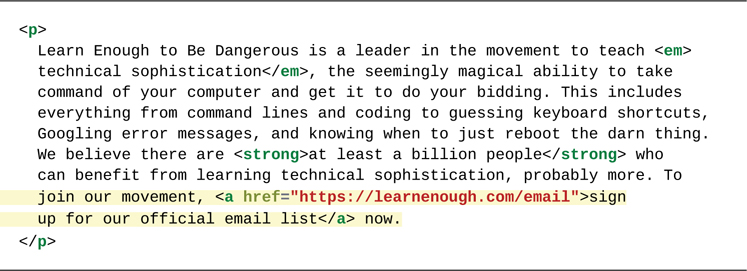 <p>
Learn Enough to Be Dangerous is a leader in the movement to teach <em>
technical sophistication</em>, the seemingly magical ability to take
command of your computer and get it to do your bidding. This includes
everything from command lines and coding to guessing keyboard shortcuts,
Googling error messages, and knowing when to just reboot the darn thing.
We believe there are <strong>at least a billion people</strong> who
can benefit from learning technical sophistication, probably more. To
join our movement, <a href="https://learnenough.com/email">sign
up for our official email list</a> now.
</p>